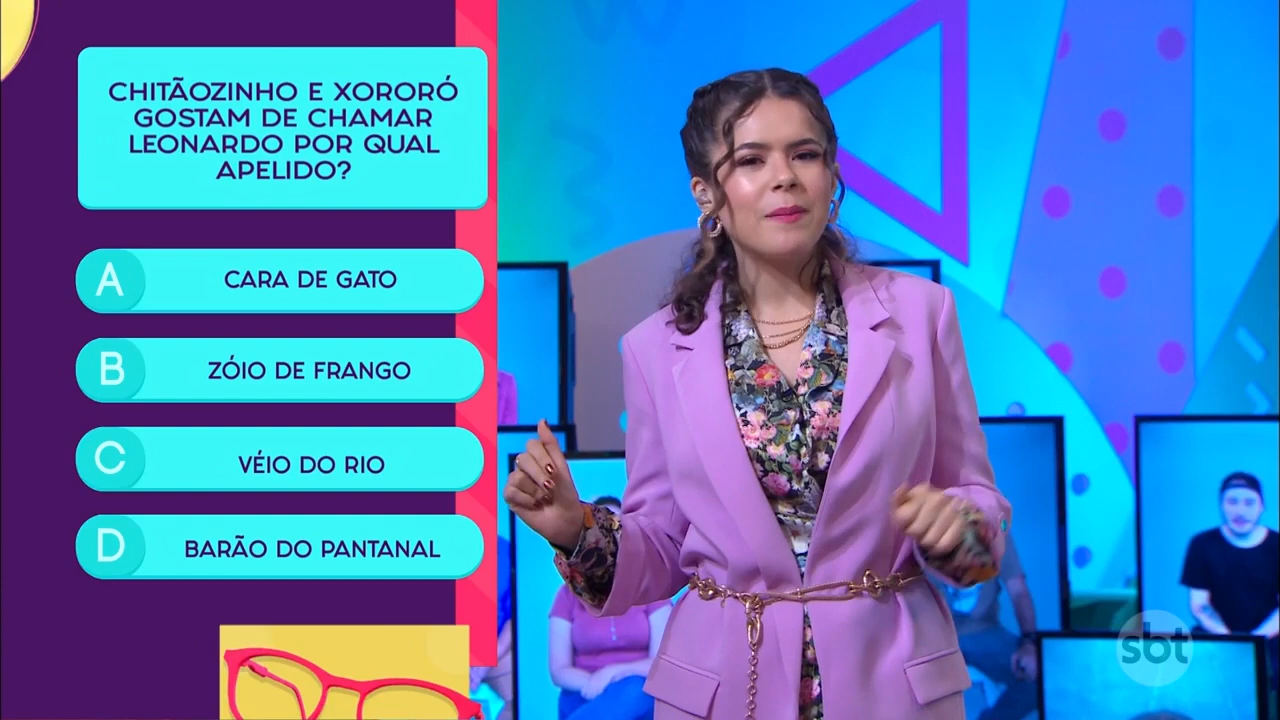 CHITÃOZINHO E XORORÓ
GOSTAM DE CHAMAR
LEONARDO POR QUAL
APELIDO?
A CARA DE GATO
B ZÓIO DE FRANGO
C VÉIO DO RIO
D BARÃO DO PANTANAL
sbt